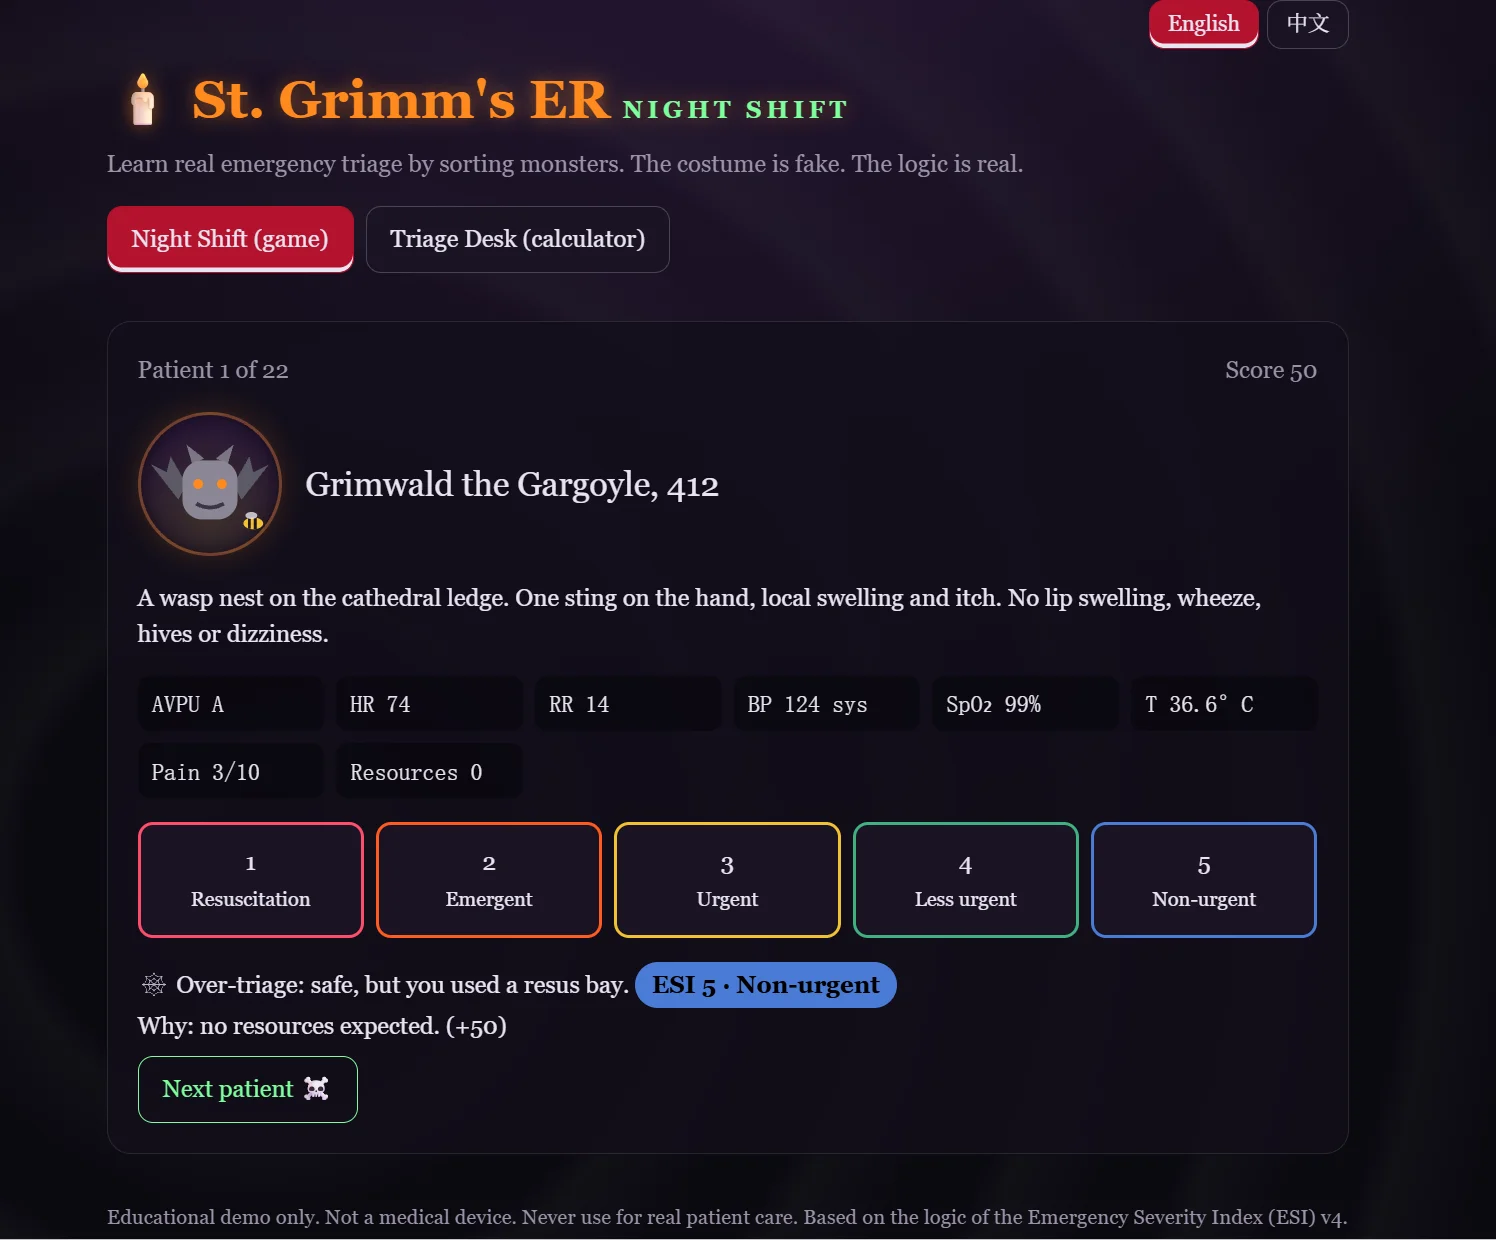 English
中文
St. Grimm's ER NIGHT SHIFT
Learn real emergency triage by sorting monsters. The costume is fake. The logic is real.
Night Shift (game)
Triage Desk (calculator)
Patient 1 of 22
Score 50
Grimwald the Gargoyle, 412
A wasp nest on the cathedral ledge. One sting on the hand, local swelling and itch. No lip swelling, wheeze,
hives or dizziness.
AVPU A
HR 74
RR 14
BP 124 sys
SpO₂ 99%
T 36.6° C
Pain 3/10
Resources 0
1
Resuscitation
2
Emergent
3
Urgent
4
Less urgent
5
Non-urgent
🕸 Over-triage: safe, but you used a resus bay. ESI 5 · Non-urgent
Why: no resources expected. (+50)
Next patient ☠
Educational demo only. Not a medical device. Never use for real patient care. Based on the logic of the Emergency Severity Index (ESI) v4.